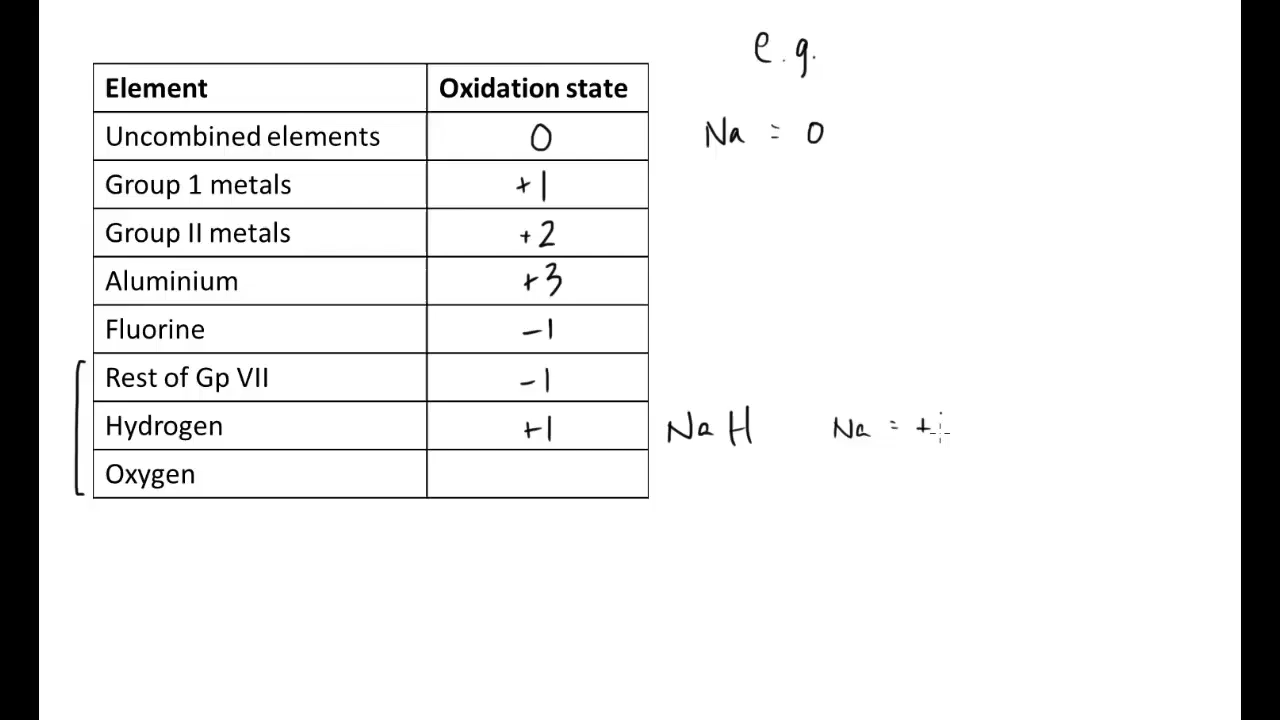 e.g.
Element Oxidation state
Uncombined elements 0 Na = 0
Group 1 metals +1
Group II metals +2
Aluminium +3
Fluorine -1
Rest of Gp VII -1
Hydrogen +1 NaH Na = +
Oxygen